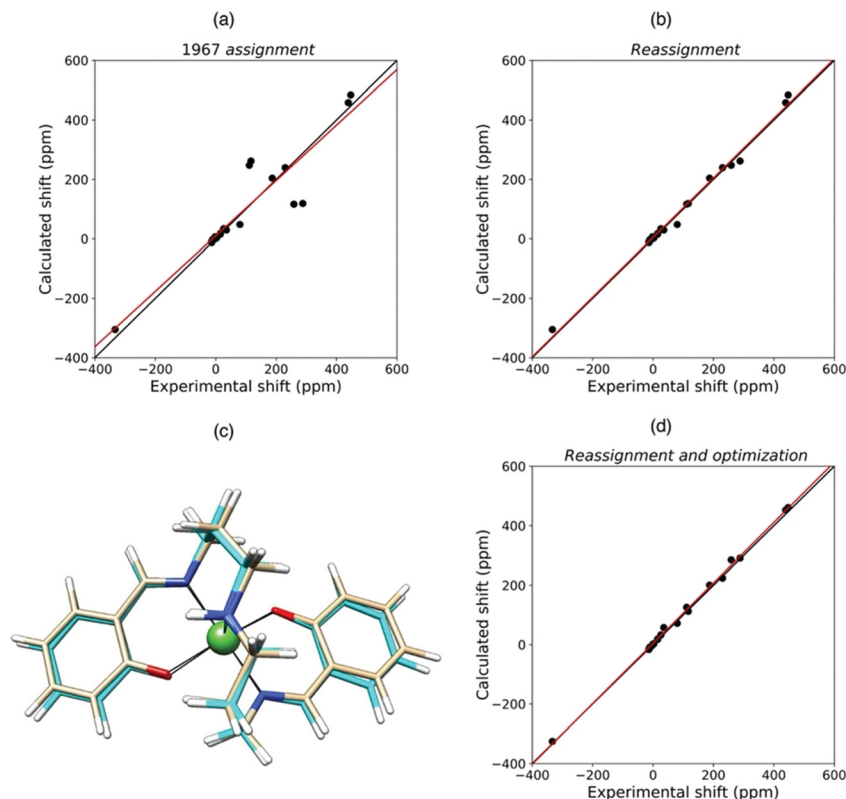 (a)
1967 assignment
600
400
200
0
−200
−400
−400 −200 0 200 400 600
Calculated shift (ppm)
Experimental shift (ppm)
(b)
Reassignment
600
400
200
0
−200
−400
−400 −200 0 200 400 600
Calculated shift (ppm)
Experimental shift (ppm)
(c)
(d)
Reassignment and optimization
600
400
200
0
−200
−400
−400 −200 0 200 400 600
Calculated shift (ppm)
Experimental shift (ppm)